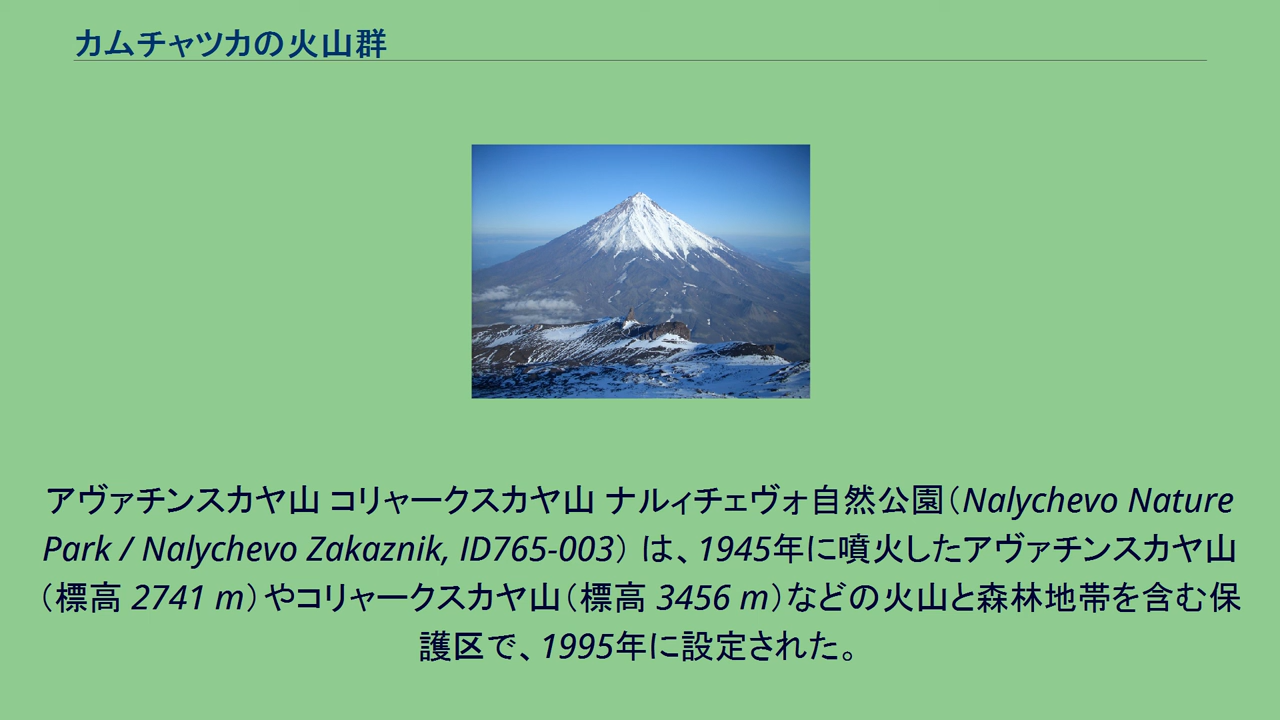 カムチャツカの火山群
アヴァチンスカヤ山 コリャークスカヤ山 ナルィチェヴォ自然公園（Nalychevo Nature
Park / Nalychevo Zakaznik, ID765-003） は、1945年に噴火したアヴァチンスカヤ山
（標高 2741 m）やコリャークスカヤ山（標高 3456 m）などの火山と森林地帯を含む保
護区で、1995年に設定された。